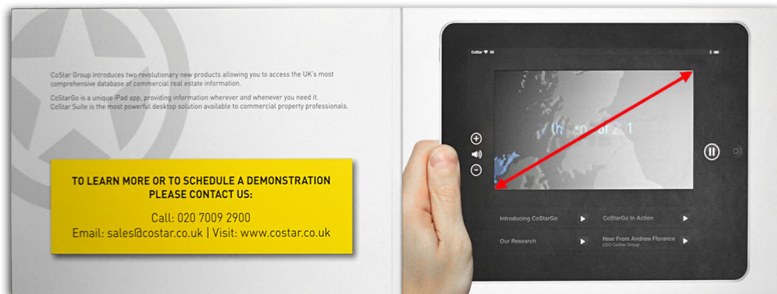 CoStar Group introduces two revolutionary new products allowing you to access the UK's most
comprehensive database of commercial real estate information.
CoStarGo is a unique iPad app, providing information wherever and whenever you need it.
CoStar Suite is the most powerful desktop solution available to commercial property professionals.
TO LEARN MORE OR TO SCHEDULE A DEMONSTRATION
PLEASE CONTACT US:
Call: 020 7009 2900
Email: sales@costar.co.uk | Visit: www.costar.co.uk
CoStar
Introducing CoStarGo
CoStarGo In Action
Our Research
Hear From Andrew Florance
CEO CoStar Group